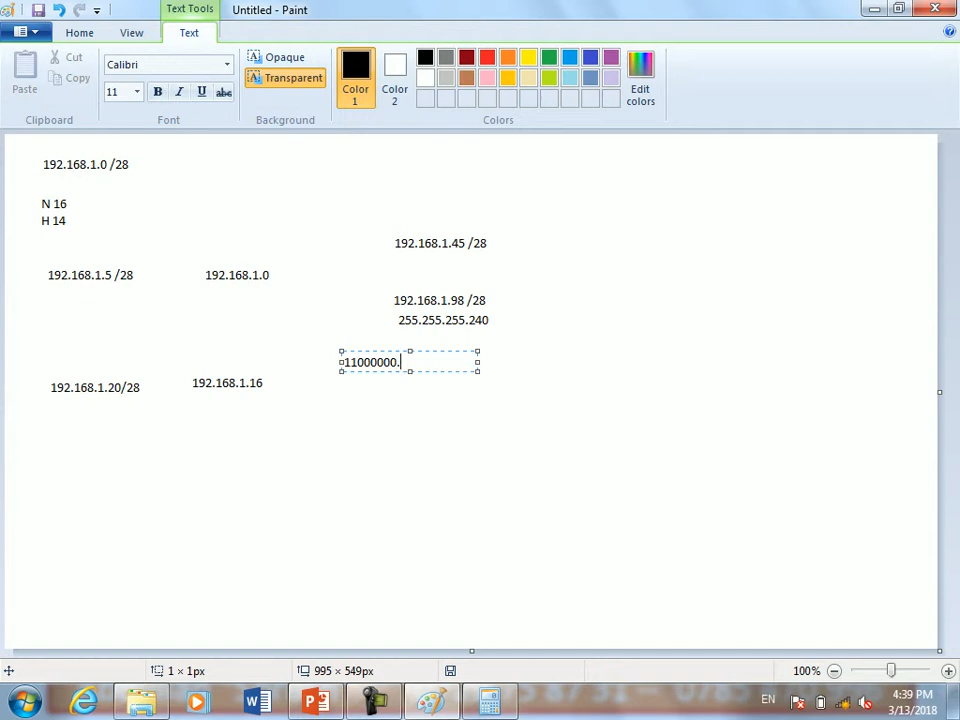 Text Tools
Untitled - Paint
Home
View
Text
Paste
Cut
Copy
Clipboard
Calibri
11
B I U abc
Font
Opaque
Transparent
Background
Color 1
Color 2
Edit colors
Colors
192.168.1.0 /28
N 16
H 14
192.168.1.45 /28
192.168.1.5 /28
192.168.1.0
192.168.1.98 /28
255.255.255.240
11000000.
192.168.1.20/28
192.168.1.16
1 × 1px
995 × 549px
100%
EN
4:39 PM
3/13/2018